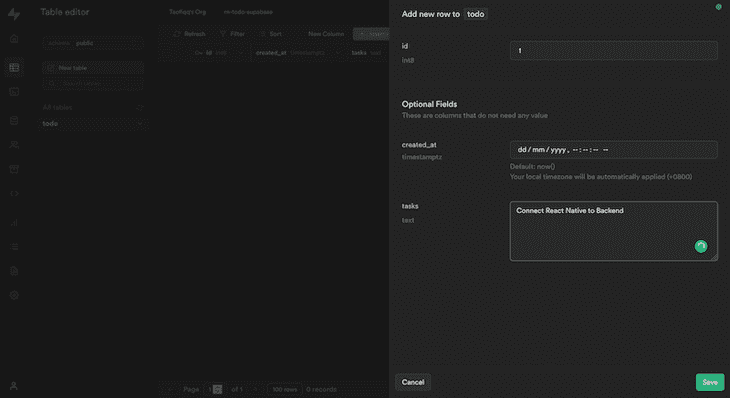 Table editor
TaofiqQ's Org
rn-todo-supabase
schema public
New table
All tables
todo
Refresh
Filter
Sort
New Column
id
created_at
timestamptz
tasks
text
Page
1
of 1
100 rows
0 records
Add new row to todo
id
int8
1
Optional Fields
These are columns that do not need any value
created_at
timestamptz
dd / mm / yyyy , -- : -- : -- --
Default: now()
Your local timezone will be automatically applied (+0800)
tasks
text
Connect React Native to Backend
Cancel
Save